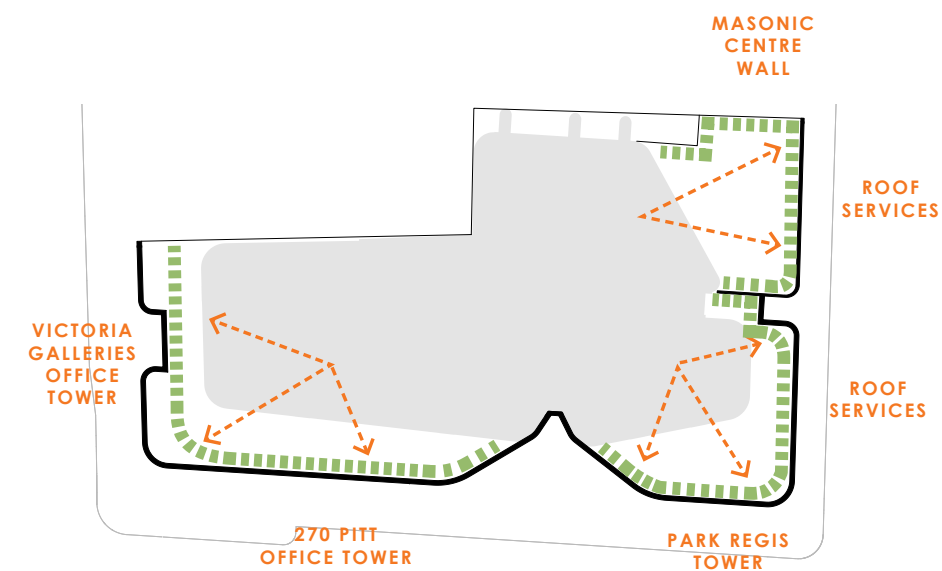 MASONIC
CENTRE
WALL
ROOF
SERVICES
VICTORIA
GALLERIES
OFFICE
TOWER
ROOF
SERVICES
270 PITT
OFFICE TOWER
PARK REGIS
TOWER